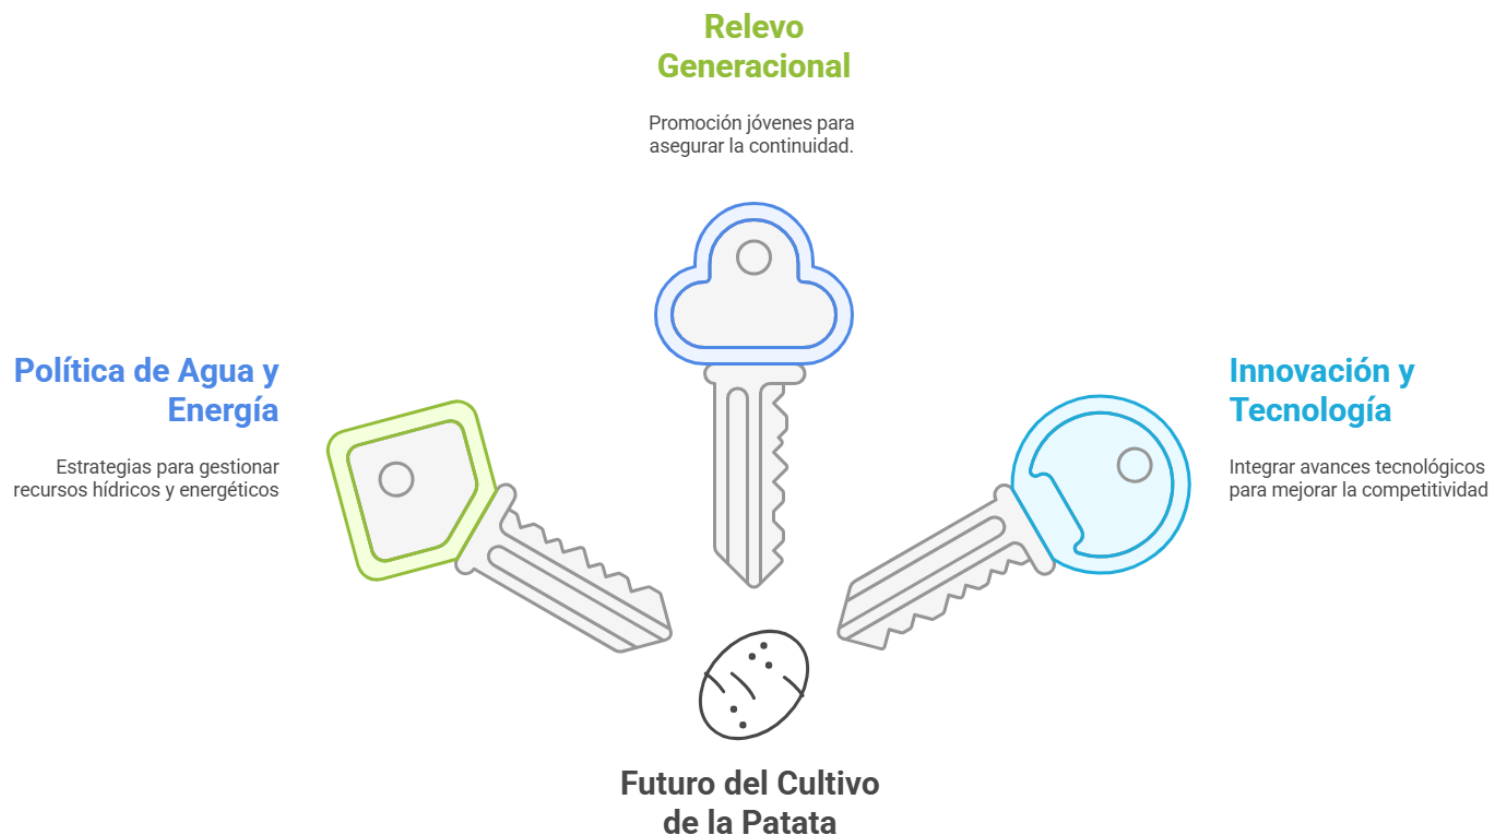 Relevo
Generacional
Promoción jóvenes para
asegurar la continuidad.
Política de Agua y
Energía
Estrategias para gestionar
recursos hídricos y energéticos
Innovación y
Tecnología
Integrar avances tecnológicos
para mejorar la competitividad
Futuro del Cultivo
de la Patata